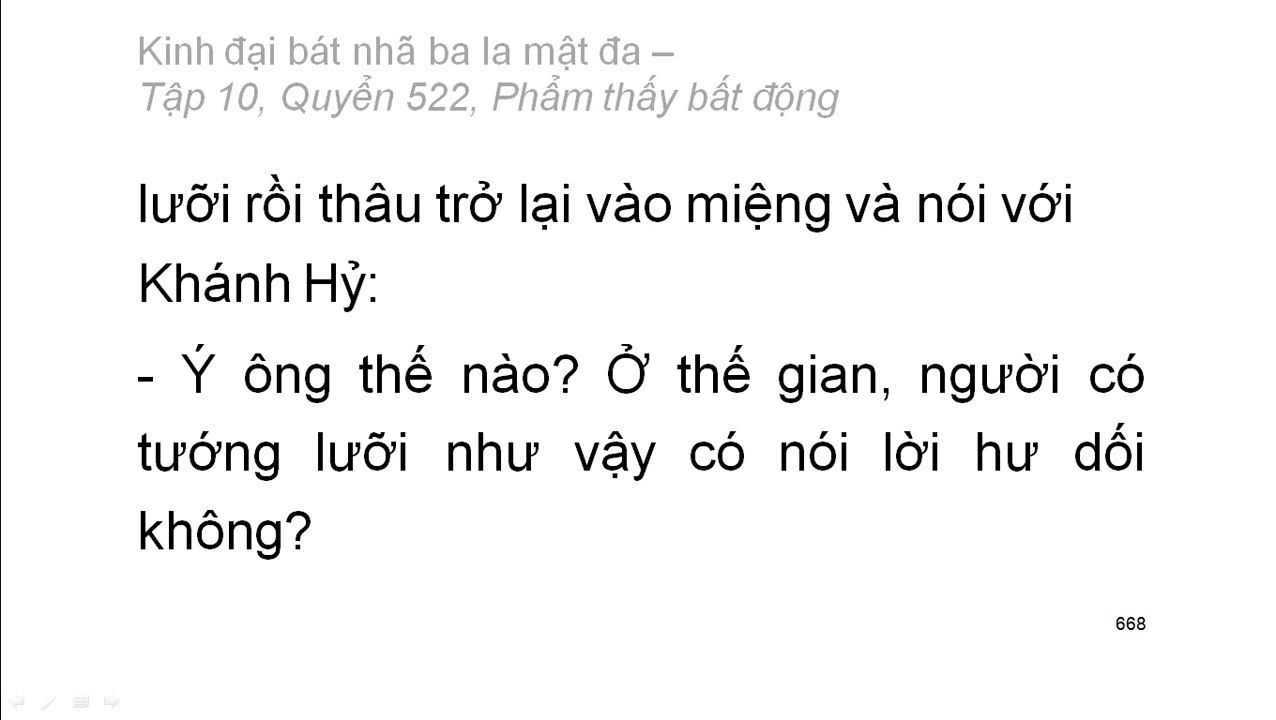 Kinh đại bát nhã ba la mật đa –
Tập 10, Quyển 522, Phẩm thấy bất động
lưỡi rồi thâu trở lại vào miệng và nói với
Khánh Hỷ:
- Ý ông thế nào? Ở thế gian, người có
tướng lưỡi như vậy có nói lời hư dối
không?
668